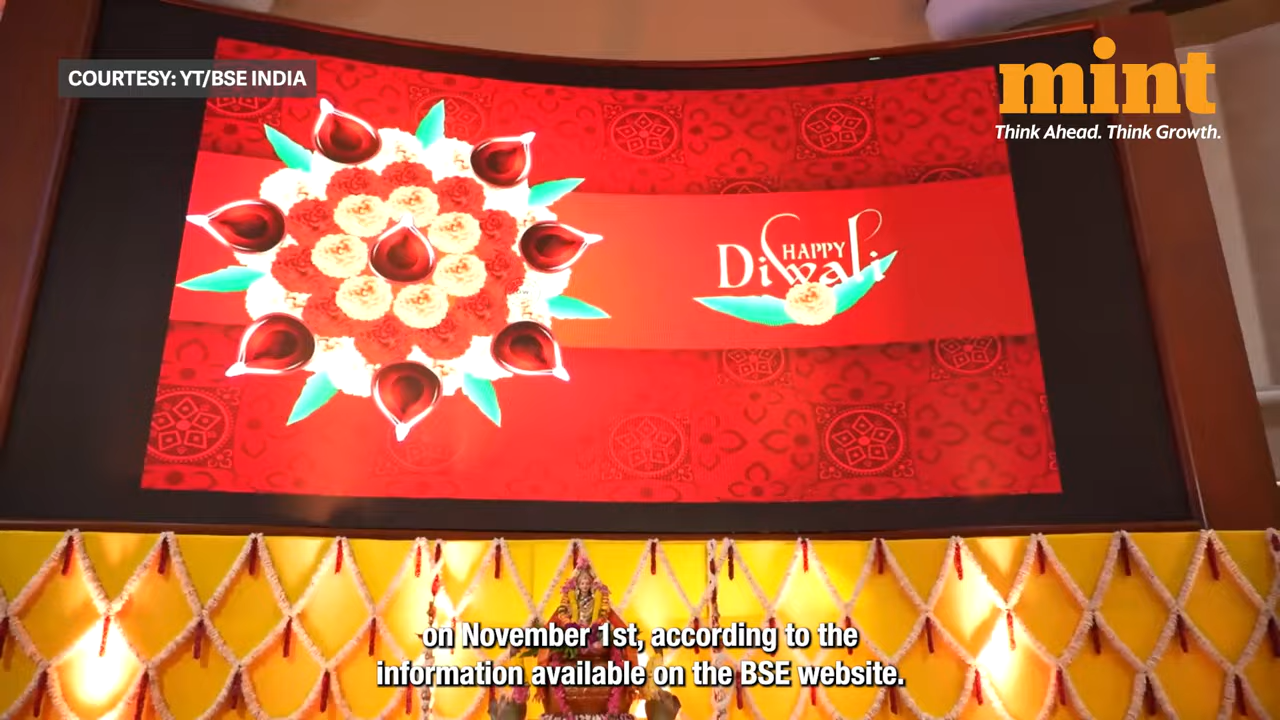 COURTESY: YT/BSE INDIA
mint
Think Ahead. Think Growth.
HAPPY
Diwali
on November 1st, according to the
information available on the BSE website.